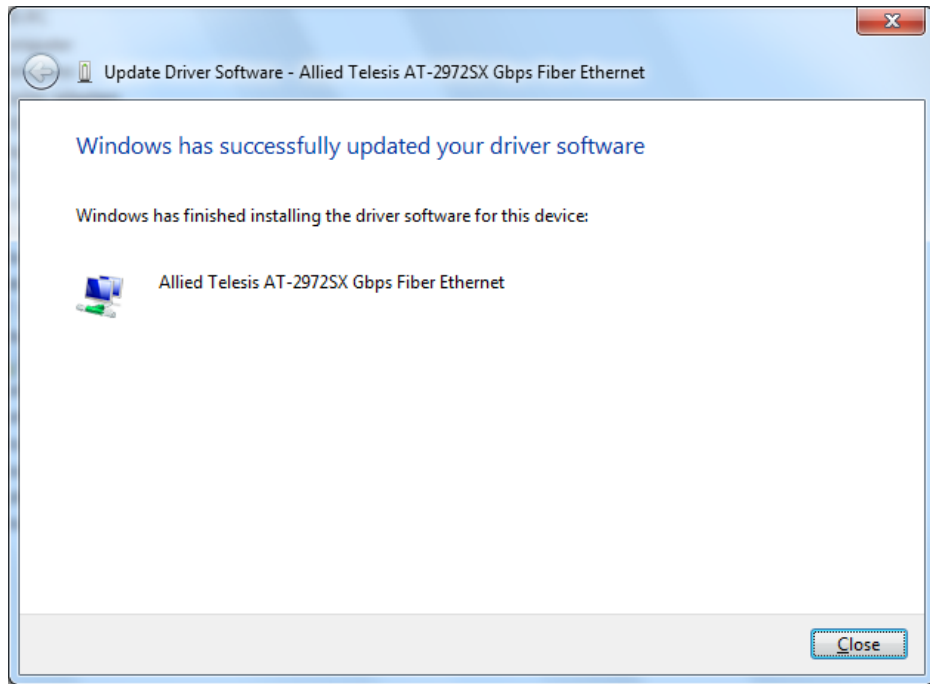 Update Driver Software - Allied Telesis AT-2972SX Gbps Fiber Ethernet
Windows has successfully updated your driver software
Windows has finished installing the driver software for this device:
Allied Telesis AT-2972SX Gbps Fiber Ethernet
Close